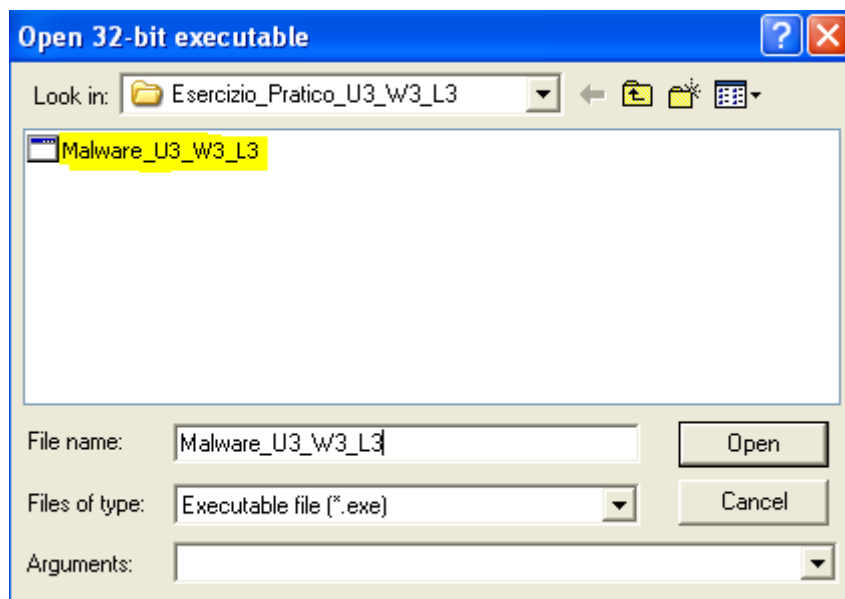 Open 32-bit executable
Look in: Esercizio_Pratico_U3_W3_L3
Malware_U3_W3_L3
File name: Malware_U3_W3_L3 Open
Files of type: Executable file (*.exe) Cancel
Arguments: